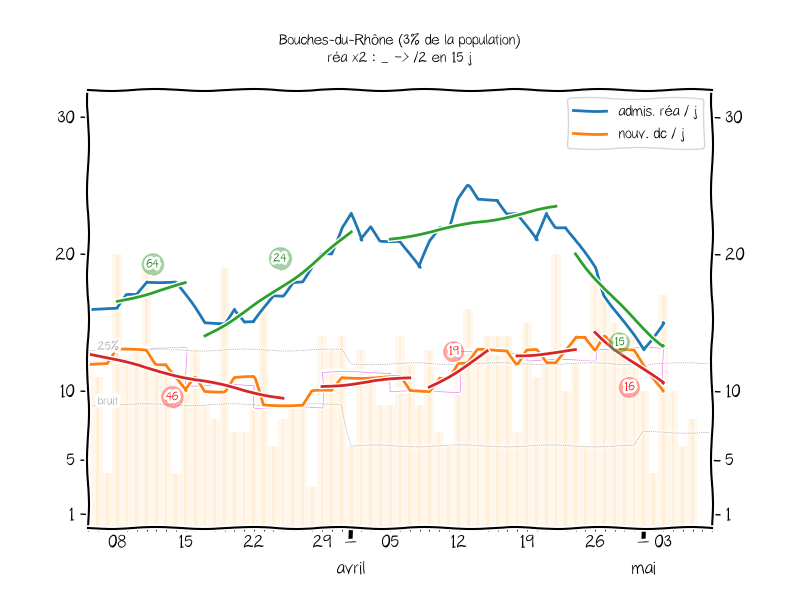 Bouches-du-Rhône (3% de la population)
réa x2 : _ -> /2 en 15 j
admis. réa / j
nouv. dc / j
30
30
20
20
10
10
5
5
1
1
64
24
25%
19
15
16
46
bruit
08 15 22 29 05 12 19 26 03
avril mai